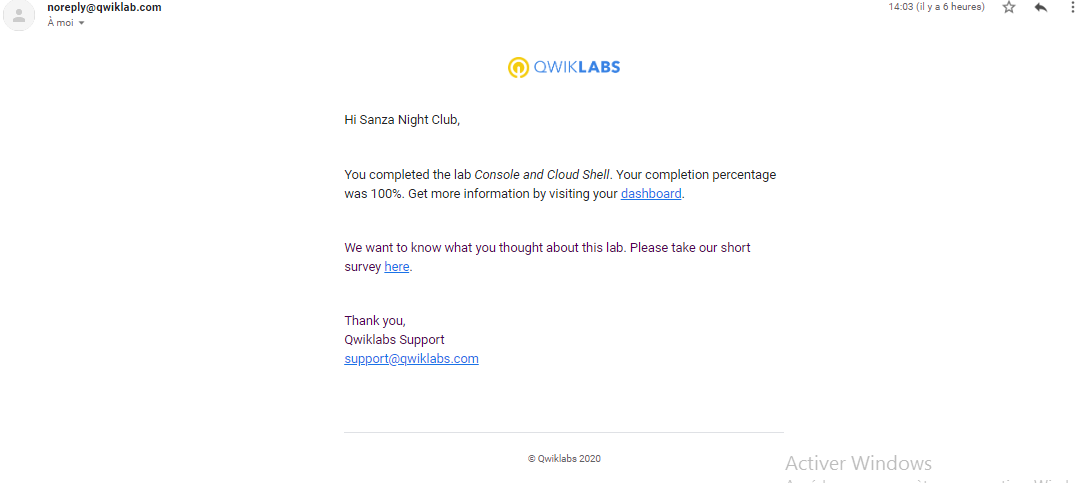 noreply@qwiklab.com
14:03 (il y a 6 heures)
À moi
QWIKLABS
Hi Sanza Night Club,
You completed the lab Console and Cloud Shell. Your completion percentage
was 100%. Get more information by visiting your dashboard.
We want to know what you thought about this lab. Please take our short
survey here.
Thank you,
Qwiklabs Support
support@qwiklabs.com
© Qwiklabs 2020
Activer Windows